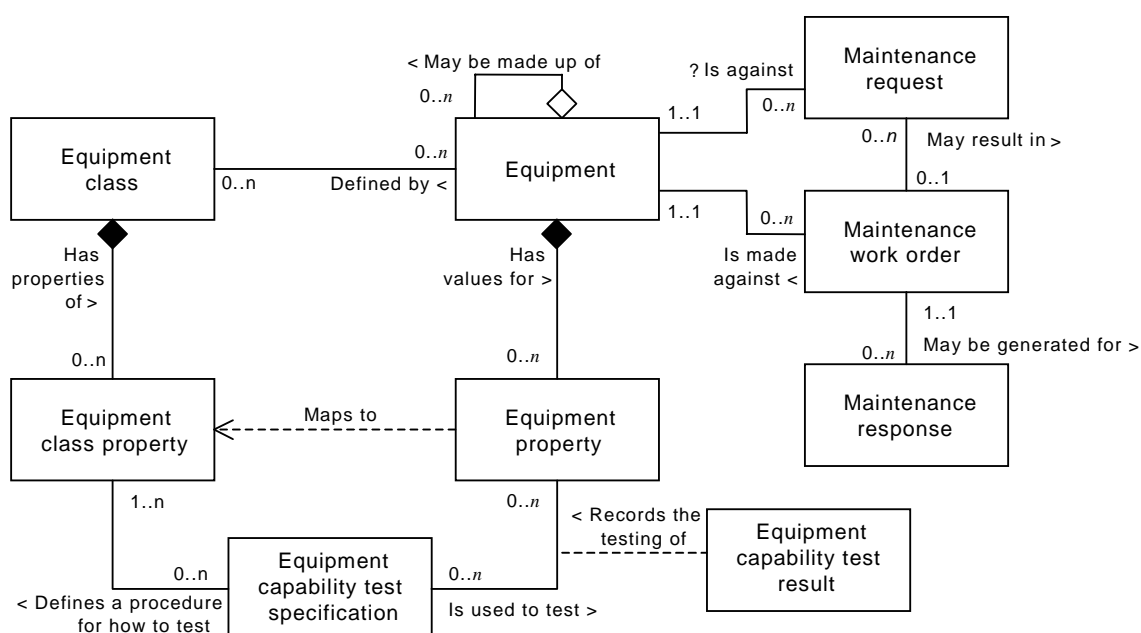 < May be made up of
0..n
Maintenance
request
? Is against
1..1
0..n
Equipment
class
0..n
0..n
Defined by <
Equipment
0..n
May result in >
0..1
1..1
0..n
Maintenance
work order
Is made
against <
Has
properties
of >
Has
values for >
1..1
May be generated for >
0..n
0..n
0..n
Equipment
class property
Maps to
Equipment
property
Maintenance
response
1..n
0..n
< Records the
testing of
Equipment
capability test
result
0..n
Equipment
capability test
specification
0..n
< Defines a procedure
for how to test
Is used to test >